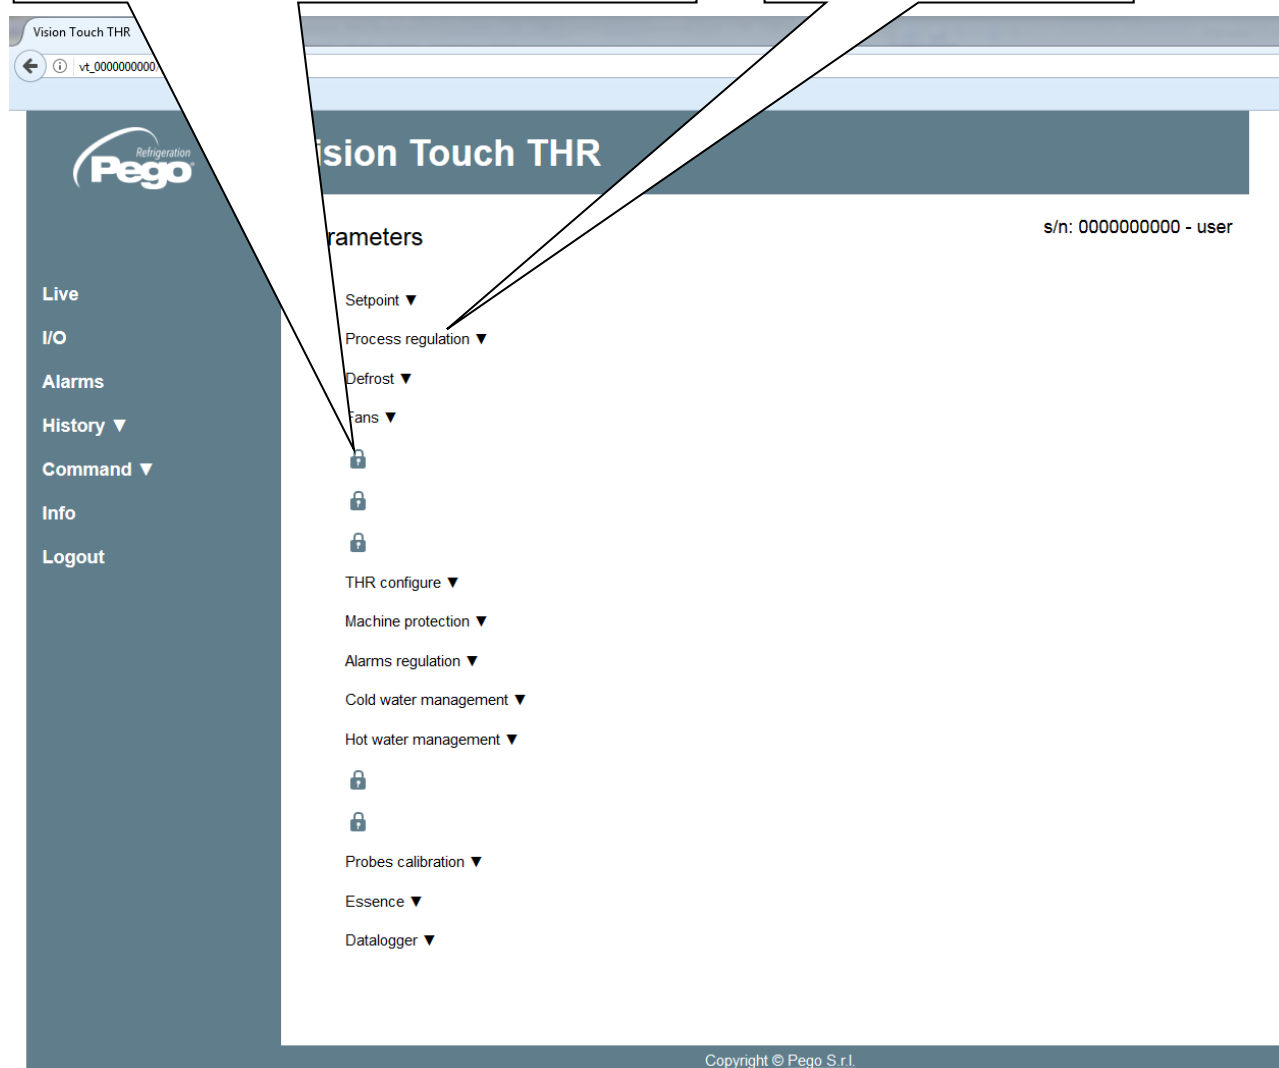 Vision Touch THR
vt_0000000000
Refrigeration
Pego
ision Touch THR
rameters
s/n: 0000000000 - user
Live
I/O
Alarms
History ▼
Command ▼
Info
Logout
Setpoint ▼
Process regulation ▼
Defrost ▼
Fans ▼
THR configure ▼
Machine protection ▼
Alarms regulation ▼
Cold water management ▼
Hot water management ▼
Probes calibration ▼
Essence ▼
Datalogger ▼
Copyright © Pego S.r.l.